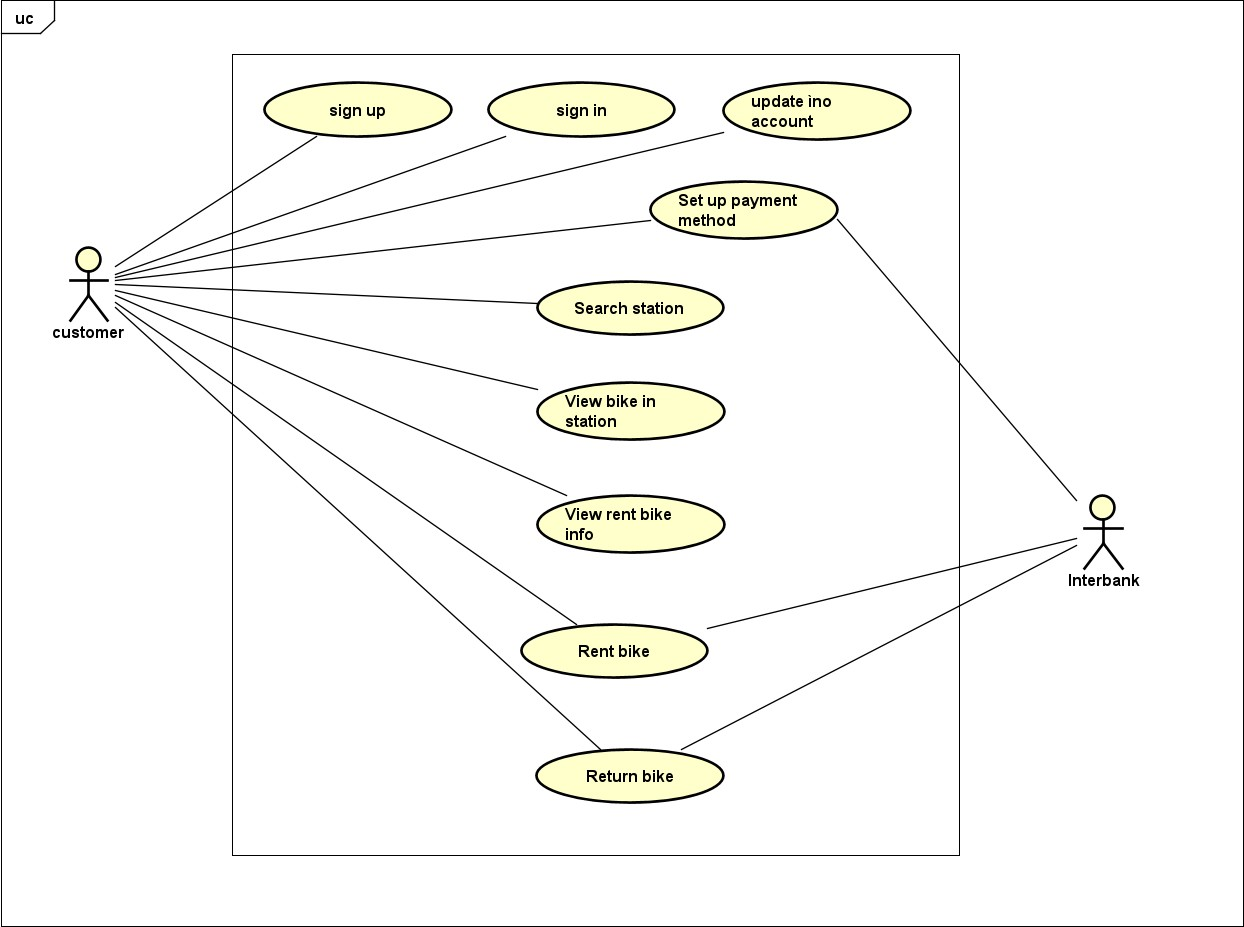 uc
sign up
sign in
update ino
account
Set up payment
method
customer
Search station
View bike in
station
View rent bike
info
Interbank
Rent bike
Return bike